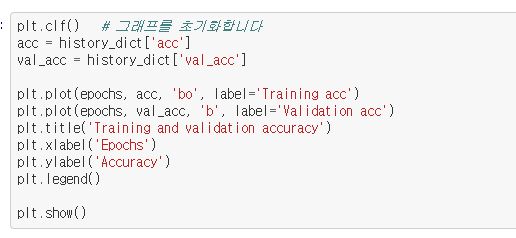 plt.clf()   # 그래프를 초기화합니다
acc = history_dict['acc']
val_acc = history_dict['val_acc']

plt.plot(epochs, acc, 'bo', label='Training acc')
plt.plot(epochs, val_acc, 'b', label='Validation acc')
plt.title('Training and validation accuracy')
plt.xlabel('Epochs')
plt.ylabel('Accuracy')
plt.legend()

plt.show()